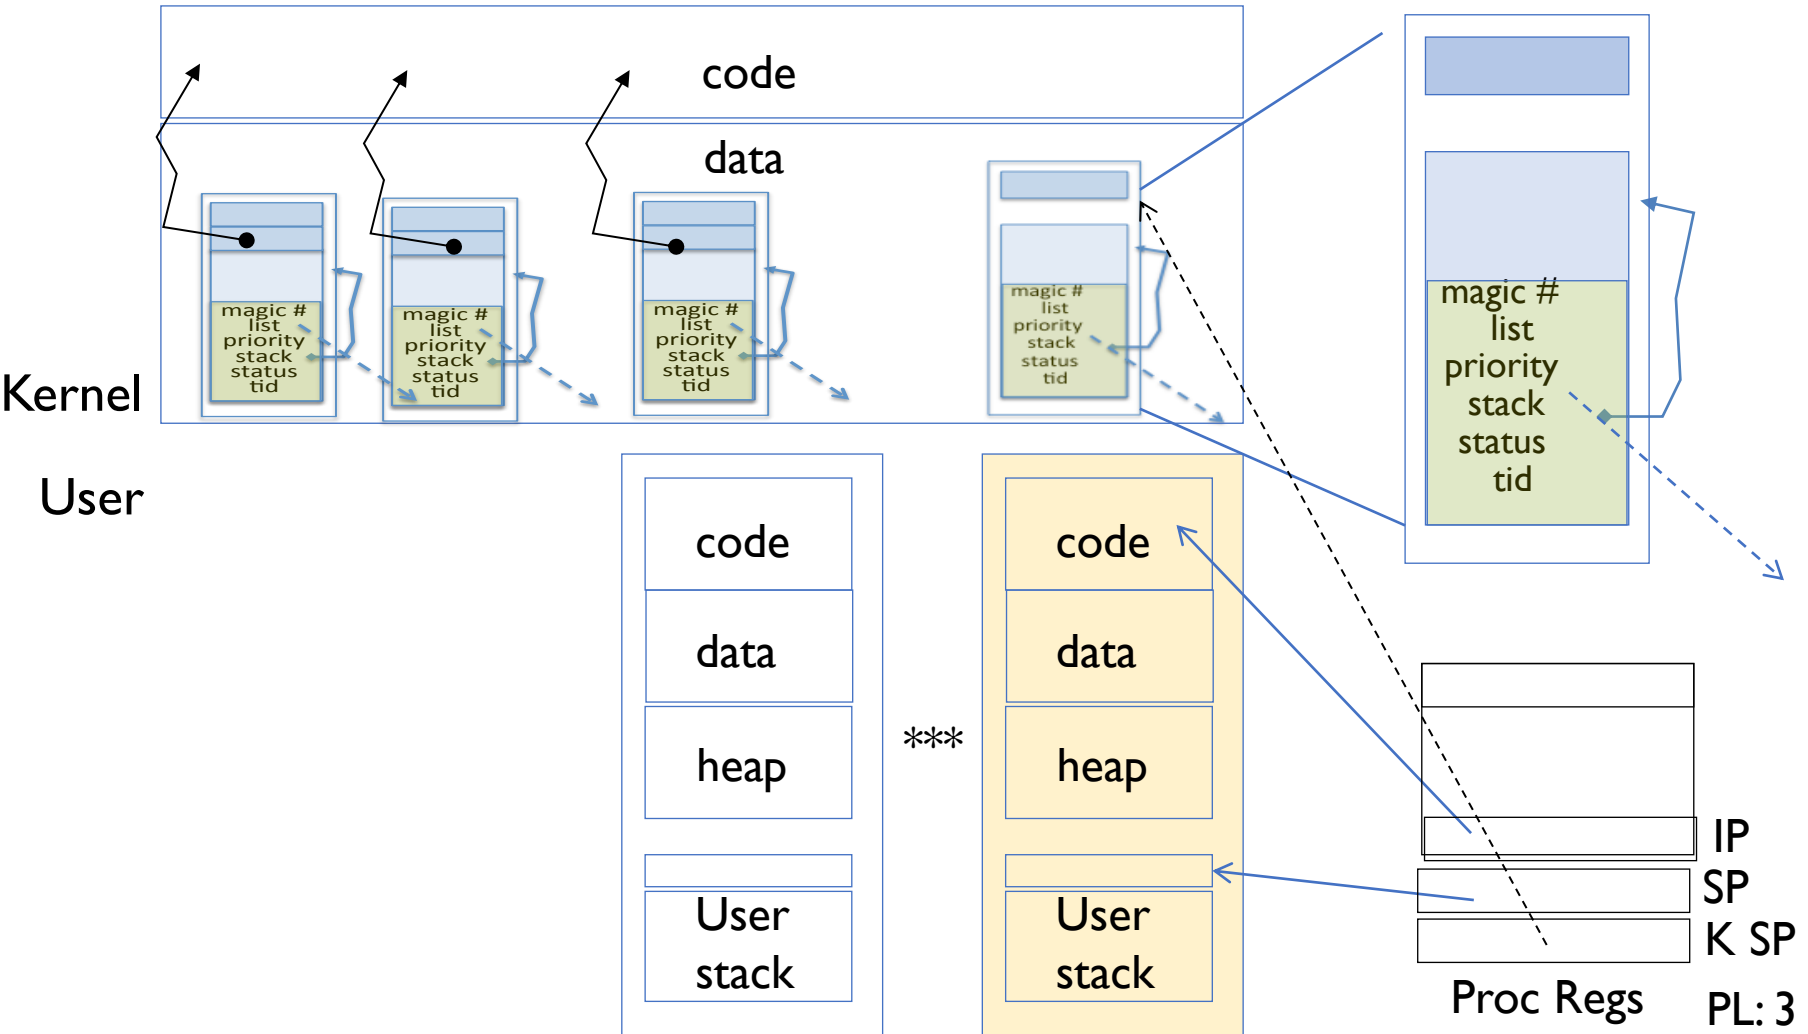 code
data
magic #
list
priority
stack
status
tid
magic #
list
priority
stack
status
tid
magic #
list
priority
stack
status
tid
magic #
list
priority
stack
status
tid
magic #
list
priority
stack
status
tid
Kernel
User
code
data
heap
User
stack
***
code
data
heap
User
stack
IP
SP
K SP
Proc Regs
PL: 3